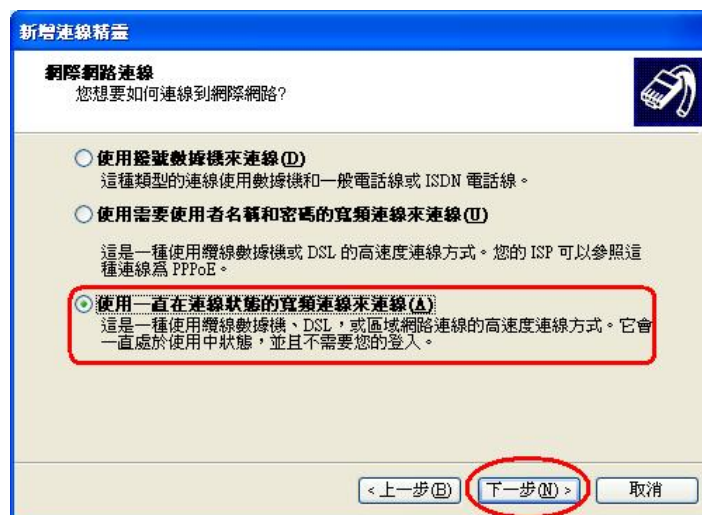 新增連線精靈
網際網路連線
您想要如何連線到網際網路?
使用撥號數據機來連線(D)
這種類型的連線使用數據機和一般電話線或 ISDN 電話線。
使用需要使用者名稱和密碼的寬頻連線來連線(U)
這是一種使用纜線數據機或 DSL 的高速度連線方式。您的 ISP 可以參照這
種連線為 PPPoE。
使用一直在連線狀態的寬頻連線來連線(A)
這是一種使用纜線數據機、DSL,或區域網路連線的高速度連線方式。它會
一直處於使用中狀態,並且不需要您的登入。
<上一步(B) 下一步(N)> 取消